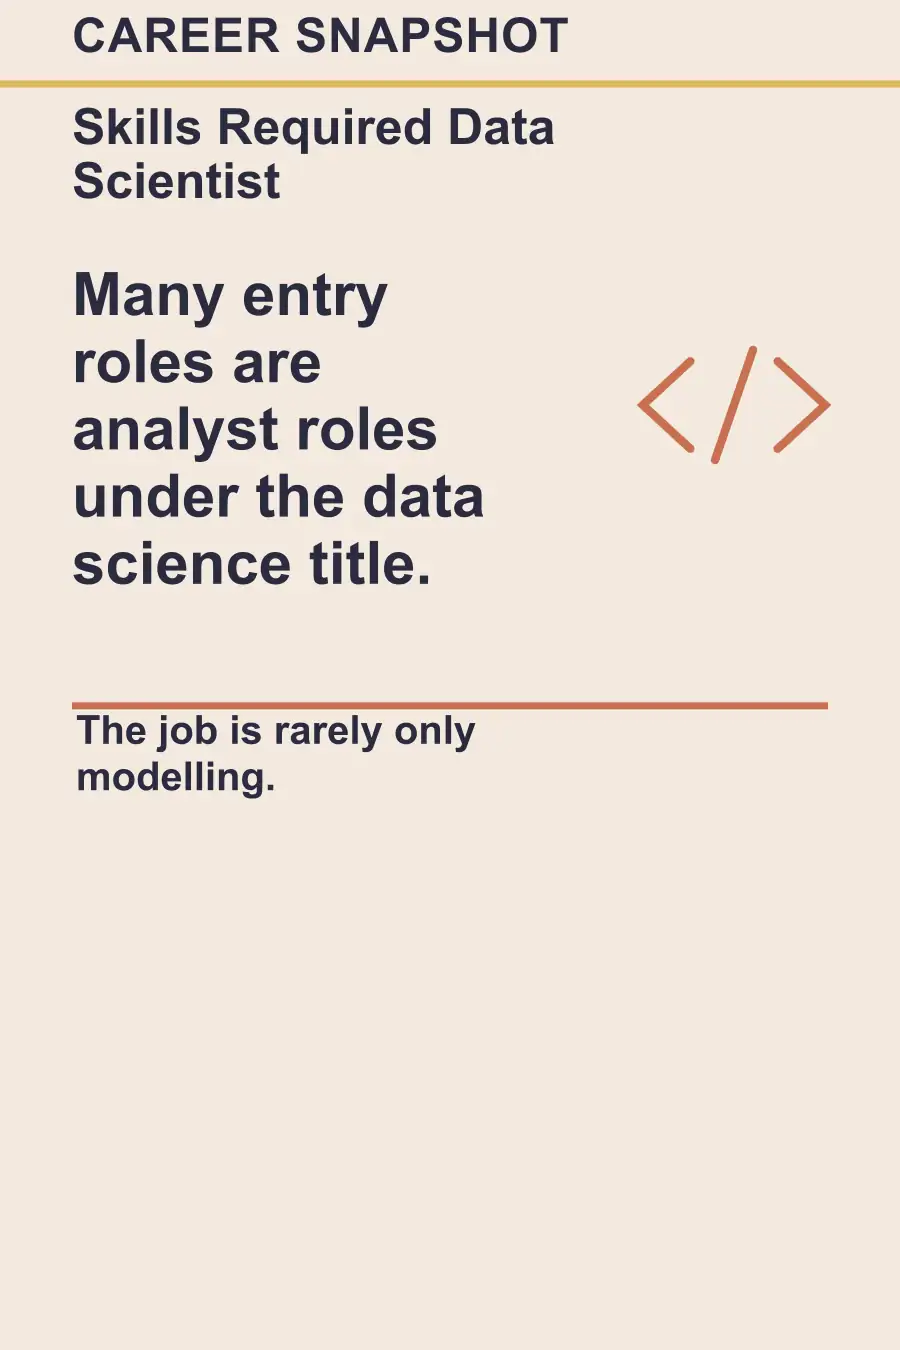 CAREER SNAPSHOT
Skills Required Data
Scientist
Many entry
roles are
analyst roles
under the data
science title.
The job is rarely only
modelling.